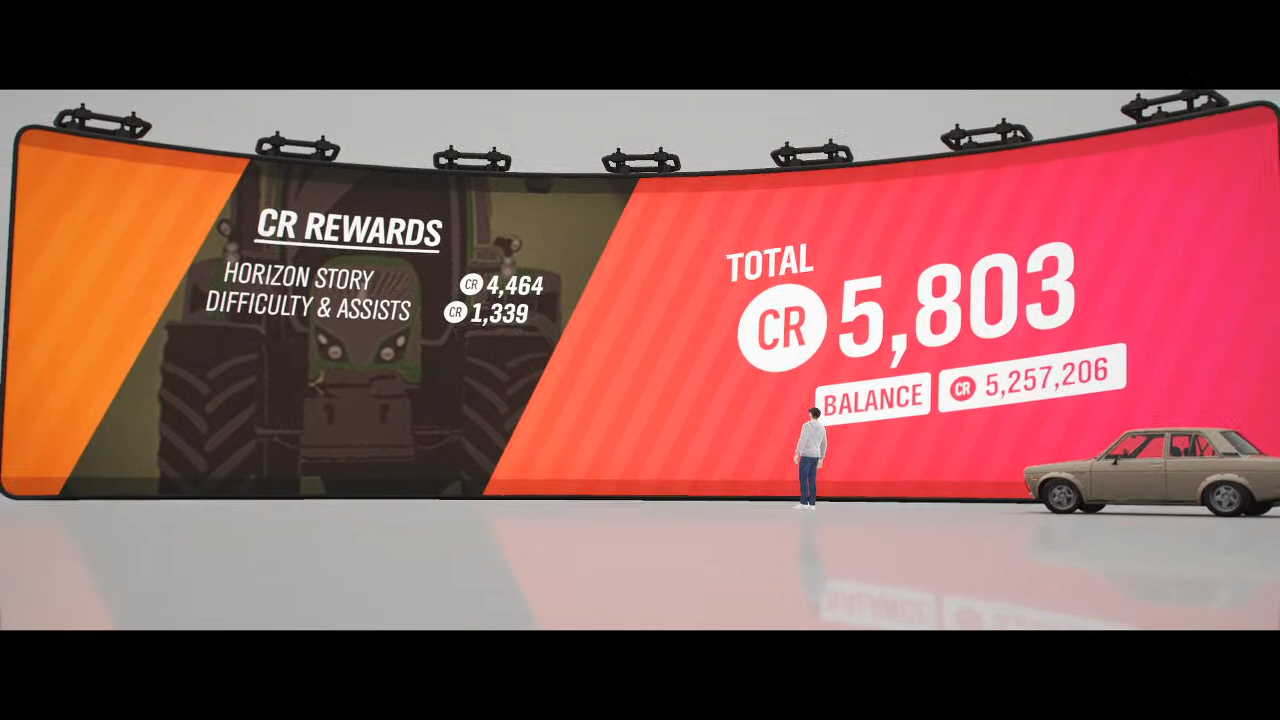 CR REWARDS
HORIZON STORY CR 4,464
DIFFICULTY & ASSISTS CR 1,339
TOTAL
CR 5,803
BALANCE CR 5,257,206